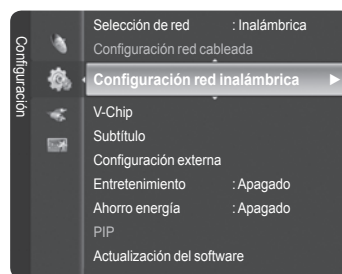 Configuración
Selección de red : Inalámbrica
Configuración red cableada
Configuración red inalámbrica
V-Chip
Subtítulo
Configuración externa
Entretenimiento : Apagado
Ahorro energía : Apagado
PIP
Actualización del software